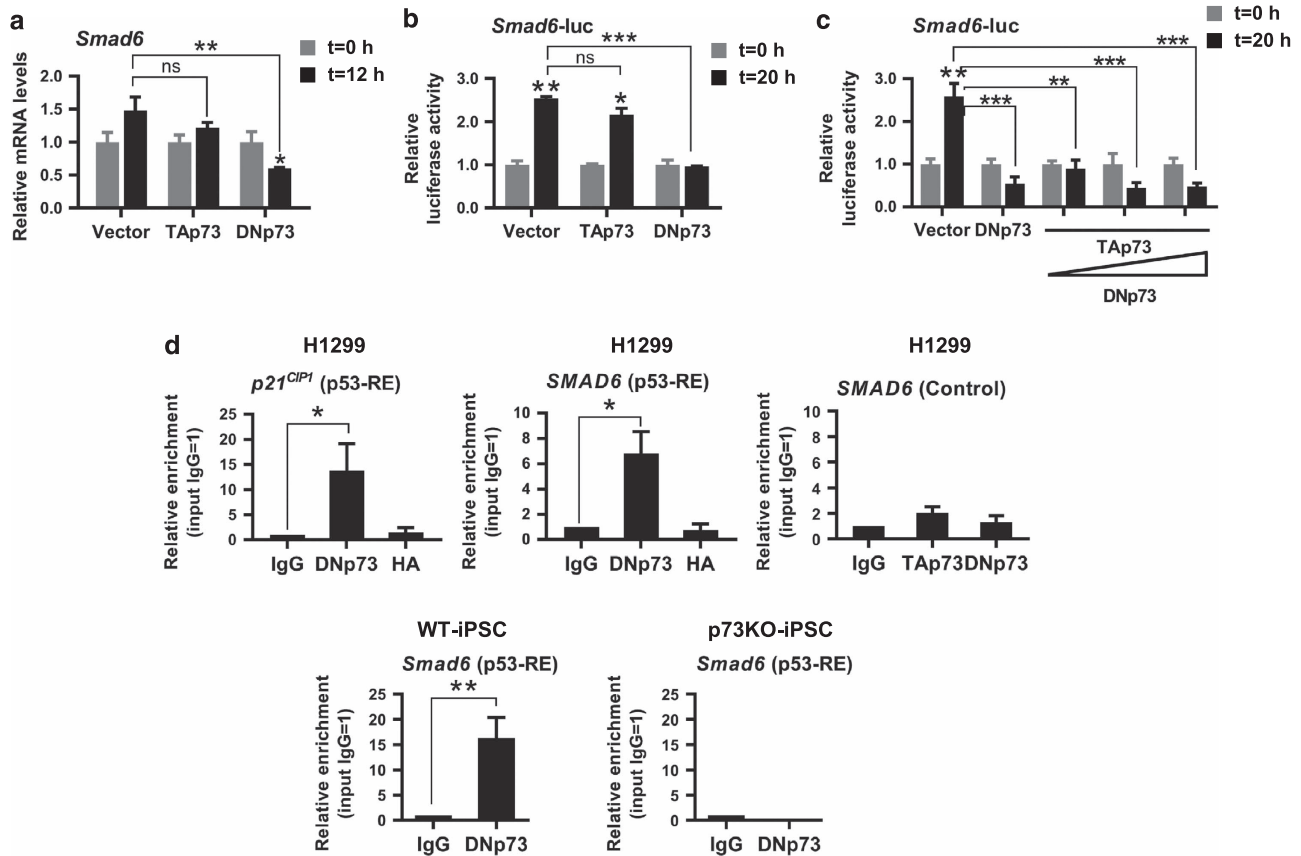 a
Smad6
t=0 h
t=12 h
**
ns
*
Relative mRNA levels
2.0
1.5
1.0
0.5
0.0
Vector TAp73 DNp73
b
Smad6-luc
t=0 h
t=20 h
***
ns
**
*
Relative
luciferase activity
3.0
2.0
1.0
0.0
Vector TAp73 DNp73
c
Smad6-luc
t=0 h
t=20 h
***
***
**
***
**
Relative
luciferase activity
3.0
2.0
1.0
0.0
Vector DNp73
TAp73
DNp73
d
H1299
p21CIP1 (p53-RE)
*
Relative enrichment
(input IgG=1)
25
20
15
10
5
0
IgG DNp73 HA
H1299
SMAD6 (p53-RE)
*
Relative enrichment
(input IgG=1)
10
8
6
4
2
0
IgG DNp73 HA
H1299
SMAD6 (Control)
Relative enrichment
(input IgG=1)
10
8
6
4
2
0
IgG TAp73 DNp73
WT-iPSC
Smad6 (p53-RE)
**
Relative enrichment
(input IgG=1)
25
20
15
10
5
0
IgG DNp73
p73KO-iPSC
Smad6 (p53-RE)
Relative enrichment
(input IgG=1)
25
20
15
10
5
0
IgG DNp73